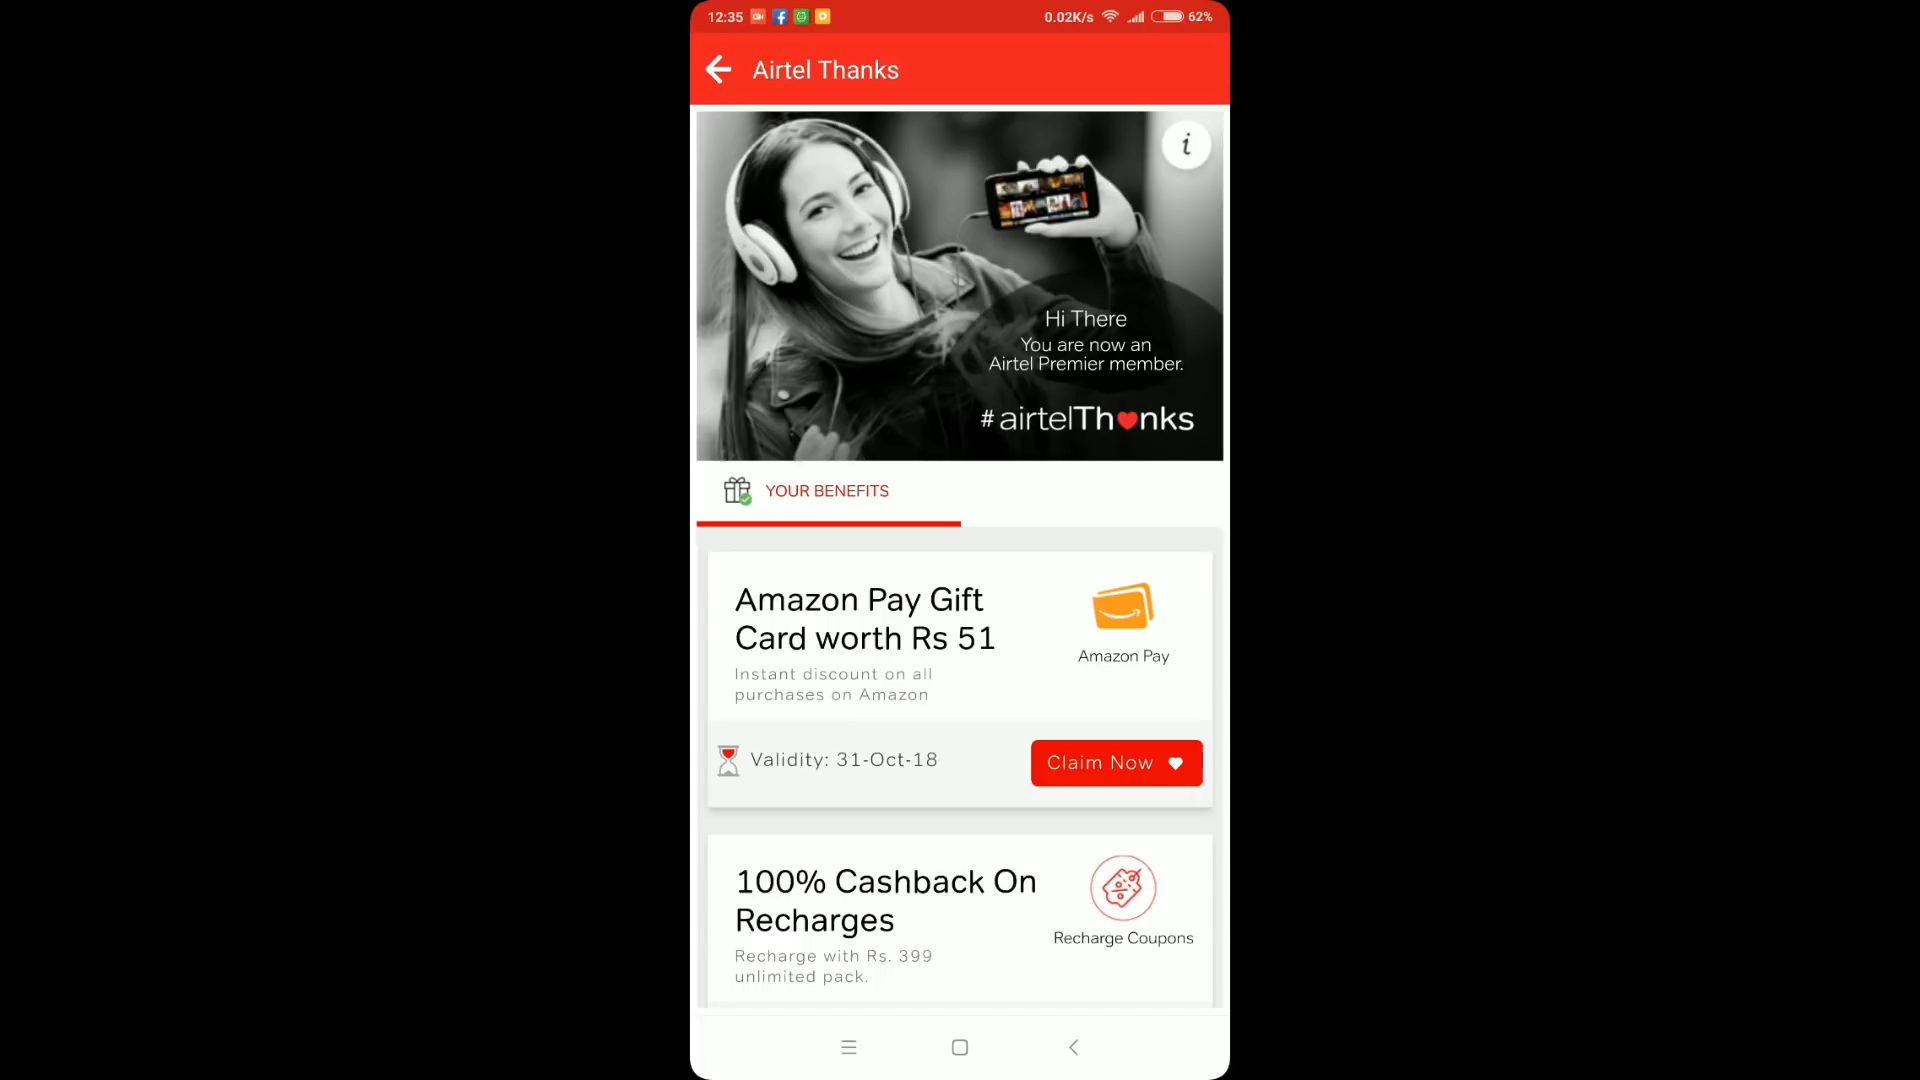 12:35 0.02K/s 62%
Airtel Thanks
i
Hi There
You are now an
Airtel Premier member.
#airtelTh❤nks
YOUR BENEFITS
Amazon Pay Gift
Card worth Rs 51
Instant discount on all
purchases on Amazon
Amazon Pay
Validity: 31-Oct-18
Claim Now
100% Cashback On
Recharges
Recharge with Rs. 399
unlimited pack.
Recharge Coupons